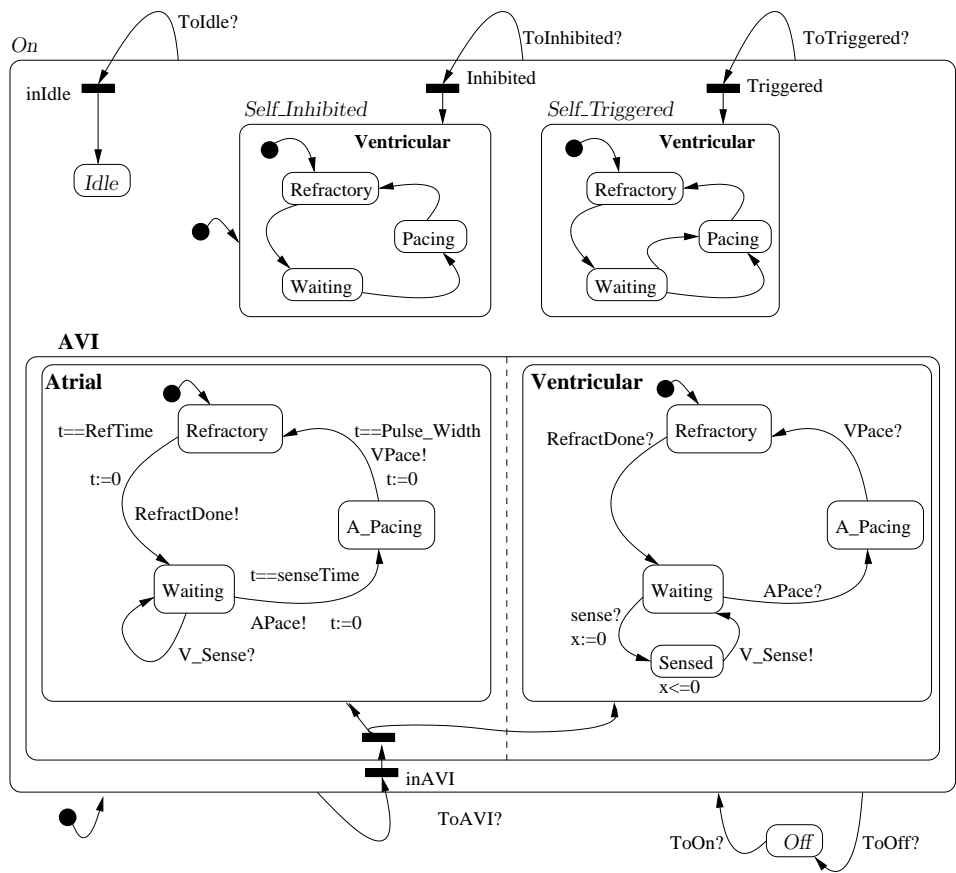 ToIdle?
ToInhibited?
ToTriggered?
On
inIdle
Inhibited
Triggered
Self_Inhibited
Self_Triggered
Ventricular
Ventricular
Idle
Refractory
Refractory
Pacing
Pacing
Waiting
Waiting
AVI
Atrial
Ventricular
t==RefTime
Refractory
t==Pulse_Width
VPace!
t:=0
t:=0
RefractDone!
A_Pacing
Waiting
t==senseTime
APace! t:=0
V_Sense?
RefractDone?
Refractory
VPace?
A_Pacing
Waiting
APace?
sense?
x:=0
Sensed
V_Sense!
x<=0
inAVI
ToAVI?
ToOn?
Off
ToOff?